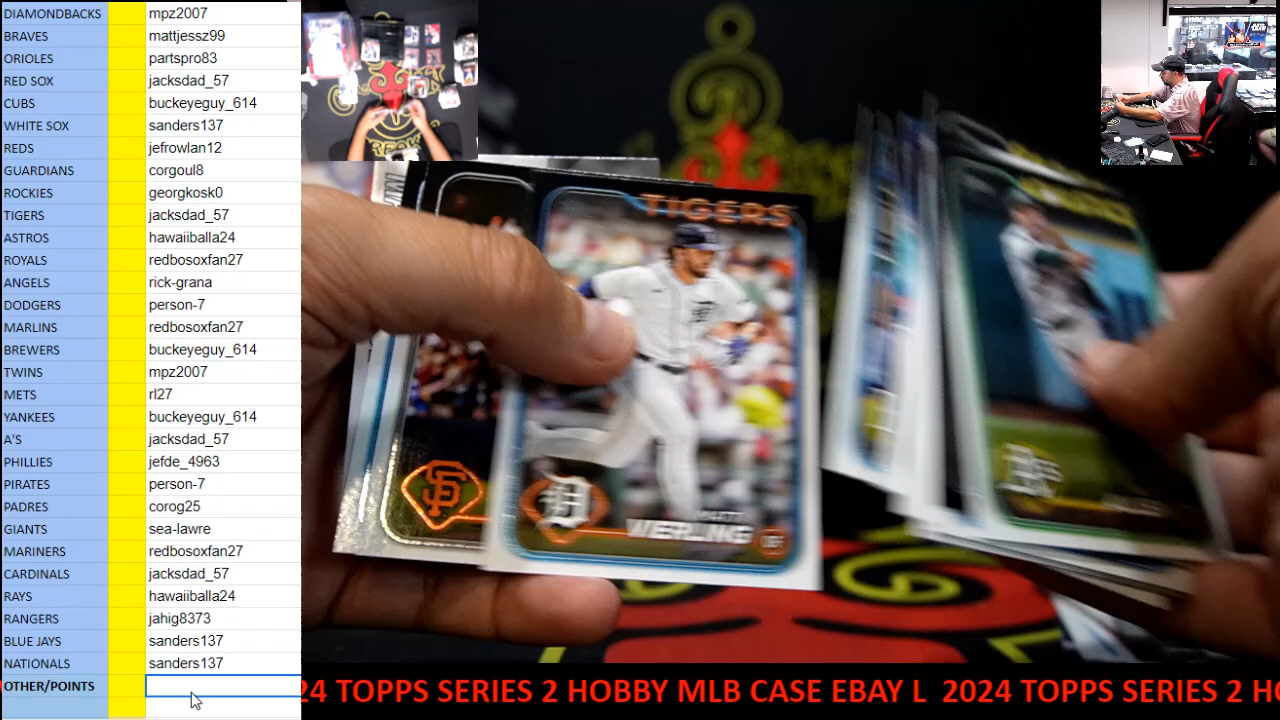 DIAMONDBACKS mpz2007
BRAVES mattjessz99
ORIOLES partspro83
RED SOX jacksdad_57
CUBS buckeyeguy_614
WHITE SOX sanders137
REDS jefrowlan12
GUARDIANS corgoul8
ROCKIES georgkosk0
TIGERS jacksdad_57
ASTROS hawaiiballa24
ROYALS redbosoxfan27
ANGELS rick-grana
DODGERS person-7
MARLINS redbosoxfan27
BREWERS buckeyeguy_614
TWINS mpz2007
METS rl27
YANKEES buckeyeguy_614
A'S jacksdad_57
PHILLIES jefde_4963
PIRATES person-7
PADRES corog25
GIANTS sea-lawre
MARINERS redbosoxfan27
CARDINALS jacksdad_57
RAYS hawaiiballa24
RANGERS jahig8373
BLUE JAYS sanders137
NATIONALS sanders137
OTHER/POINTS
TIGERS
D
MATT
VIERLING
SF
24 TOPPS SERIES 2 HOBBY MLB CASE EBAY L 2024 TOPPS SERIES 2 HO